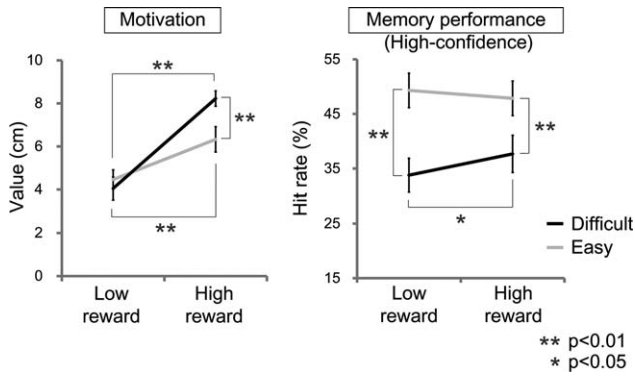 Motivation
**
10
8
6
4
2
0
Value (cm)
**
**
Low
reward
High
reward
Memory performance
(High-confidence)
55
45
35
25
15
Hit rate (%)
**
**
*
Difficult
Easy
Low
reward
High
reward
** p<0.01
* p<0.05